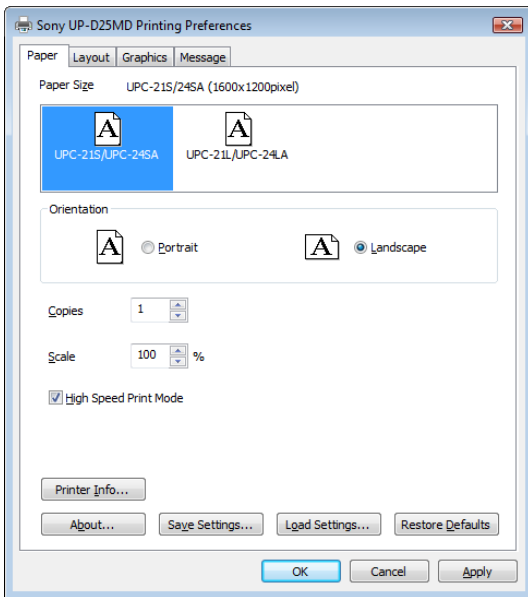 Sony UP-D25MD Printing Preferences
Paper Layout Graphics Message
Paper Size UPC-21S/24SA (1600x1200pixel)
A A
UPC-21S/UPC-24SA UPC-21L/UPC-24LA
Orientation
A Portrait A Landscape
Copies 1
Scale 100 %
High Speed Print Mode
Printer Info...
About... Save Settings... Load Settings... Restore Defaults
OK Cancel Apply